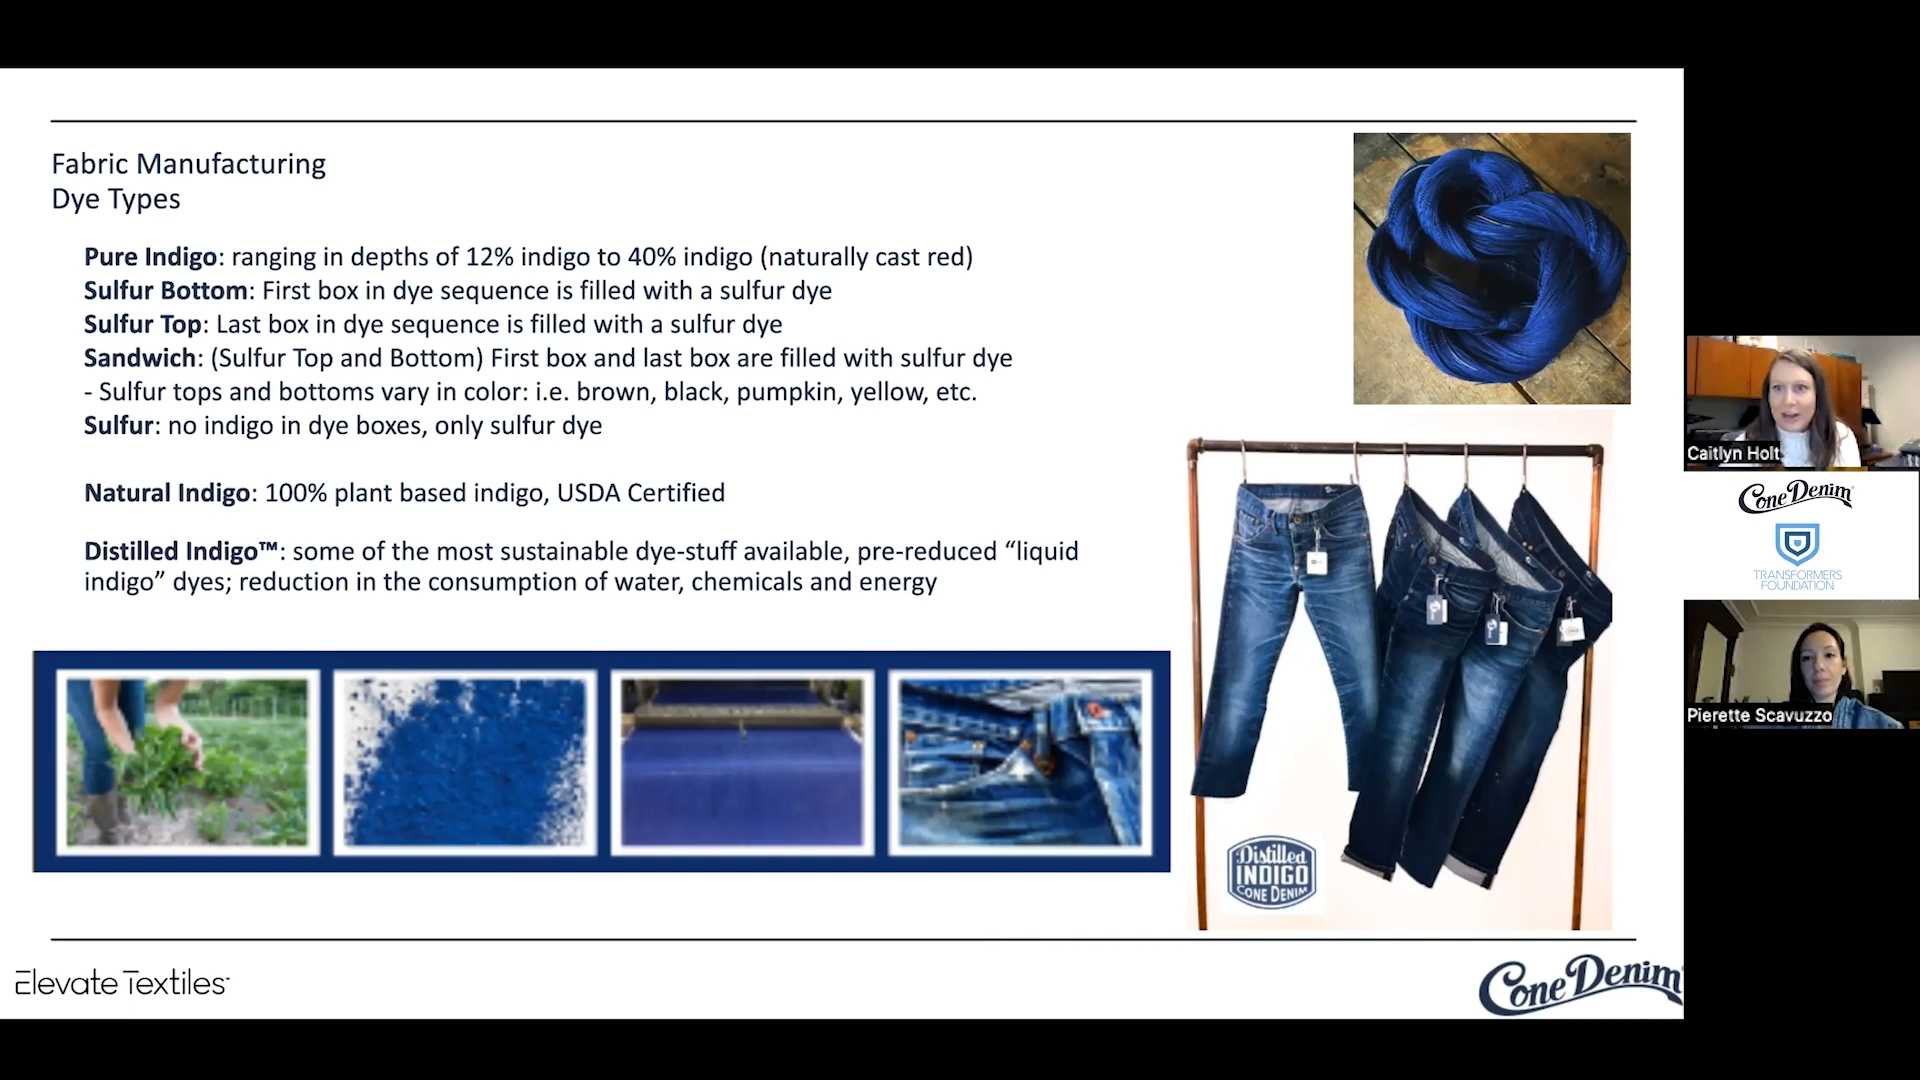 Fabric Manufacturing
Dye Types
Pure Indigo: ranging in depths of 12% indigo to 40% indigo (naturally cast red)
Sulfur Bottom: First box in dye sequence is filled with a sulfur dye
Sulfur Top: Last box in dye sequence is filled with a sulfur dye
Sandwich: (Sulfur Top and Bottom) First box and last box are filled with sulfur dye
- Sulfur tops and bottoms vary in color: i.e. brown, black, pumpkin, yellow, etc.
Sulfur: no indigo in dye boxes, only sulfur dye
Natural Indigo: 100% plant based indigo, USDA Certified
Distilled Indigo™: some of the most sustainable dye-stuff available, pre-reduced “liquid
indigo” dyes; reduction in the consumption of water, chemicals and energy
Distilled
INDIGO
CONE DENIM
Elevate Textiles
Cone Denim
Caitlyn Holt
Cone Denim
TRANSFORMERS
FOUNDATION
Pierette Scavuzzo